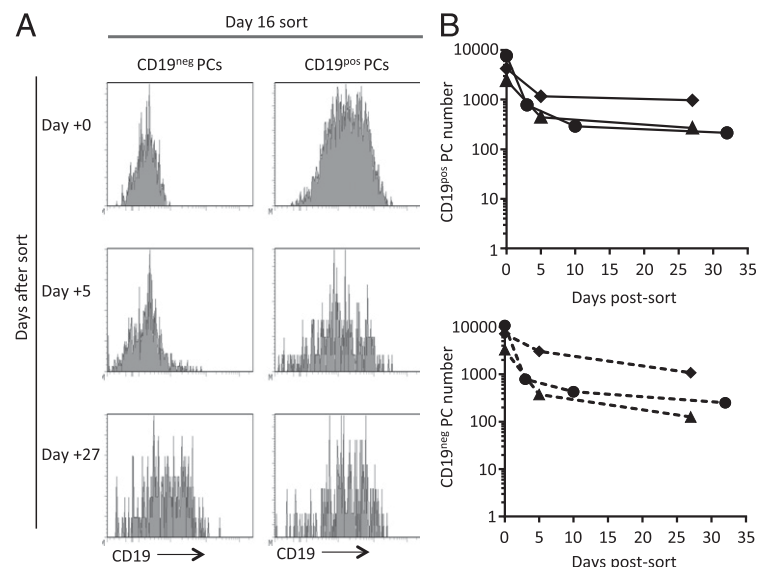 A
Day 16 sort
CD19neg PCs
CD19pos PCs
Days after sort
Day +0
Day +5
Day +27
CD19
CD19
B
CD19pos PC number
10000
1000
100
10
1
0 5 10 15 20 25 30 35
Days post-sort
CD19neg PC number
10000
1000
100
10
1
0 5 10 15 20 25 30 35
Days post-sort